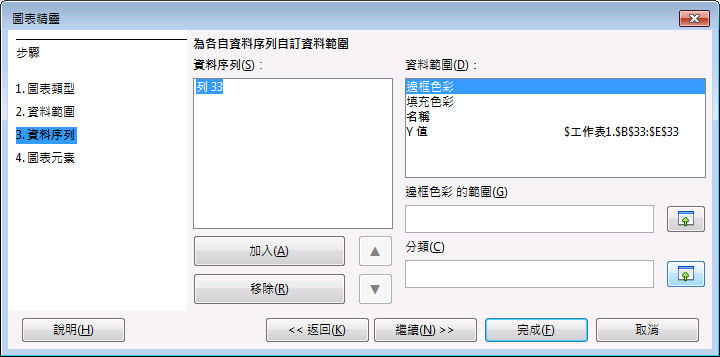 圖表精靈
步驟
1. 圖表類型
2. 資料範圍
3. 資料序列
4. 圖表元素
為各自資料序列自訂資料範圍
資料序列(S)：
列 33
加入(A)
移除(R)
資料範圍(D)：
邊框色彩
填充色彩
名稱
Y 值 $工作表1.$B$33:$E$33
邊框色彩 的範圍(G)
分類(C)
說明(H)
<< 返回(K)
繼續(N) >>
完成(F)
取消